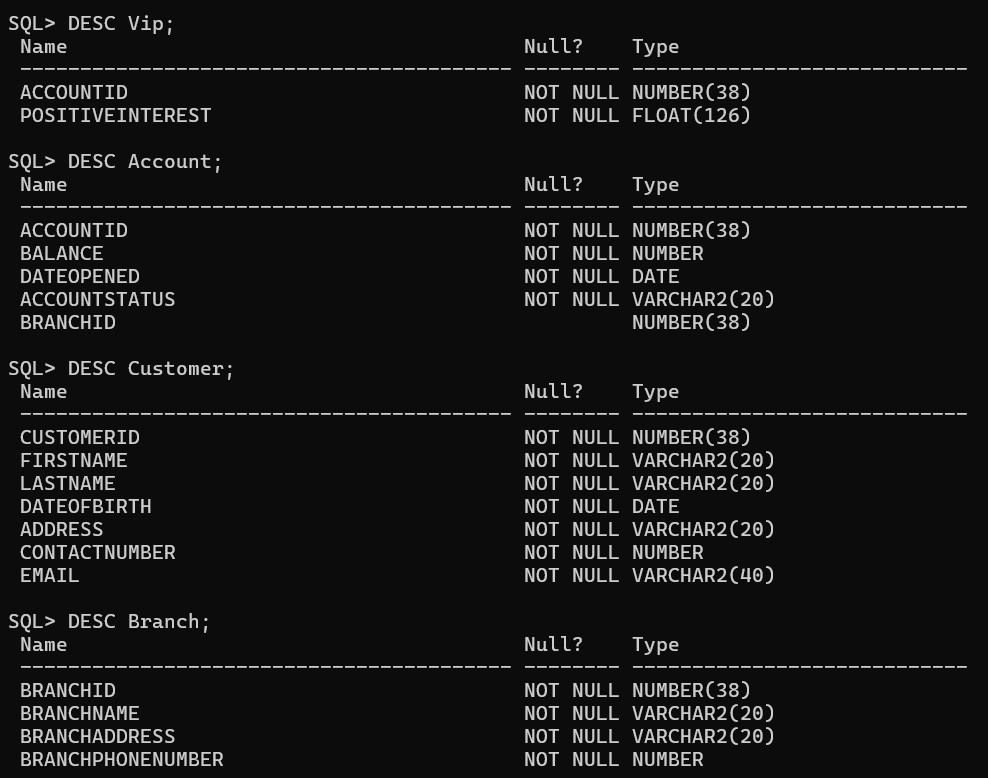 SQL> DESC Vip;
Name Null? Type
----------------------------------------- -------- ----------------------------
ACCOUNTID NOT NULL NUMBER(38)
POSITIVEINTEREST NOT NULL FLOAT(126)
SQL> DESC Account;
Name Null? Type
----------------------------------------- -------- ----------------------------
ACCOUNTID NOT NULL NUMBER(38)
BALANCE NOT NULL NUMBER
DATEOPENED NOT NULL DATE
ACCOUNTSTATUS NOT NULL VARCHAR2(20)
BRANCHID NUMBER(38)
SQL> DESC Customer;
Name Null? Type
----------------------------------------- -------- ----------------------------
CUSTOMERID NOT NULL NUMBER(38)
FIRSTNAME NOT NULL VARCHAR2(20)
LASTNAME NOT NULL VARCHAR2(20)
DATEOFBIRTH NOT NULL DATE
ADDRESS NOT NULL VARCHAR2(20)
CONTACTNUMBER NOT NULL NUMBER
EMAIL NOT NULL VARCHAR2(40)
SQL> DESC Branch;
Name Null? Type
----------------------------------------- -------- ----------------------------
BRANCHID NOT NULL NUMBER(38)
BRANCHNAME NOT NULL VARCHAR2(20)
BRANCHADDRESS NOT NULL VARCHAR2(20)
BRANCHPHONENUMBER NOT NULL NUMBER